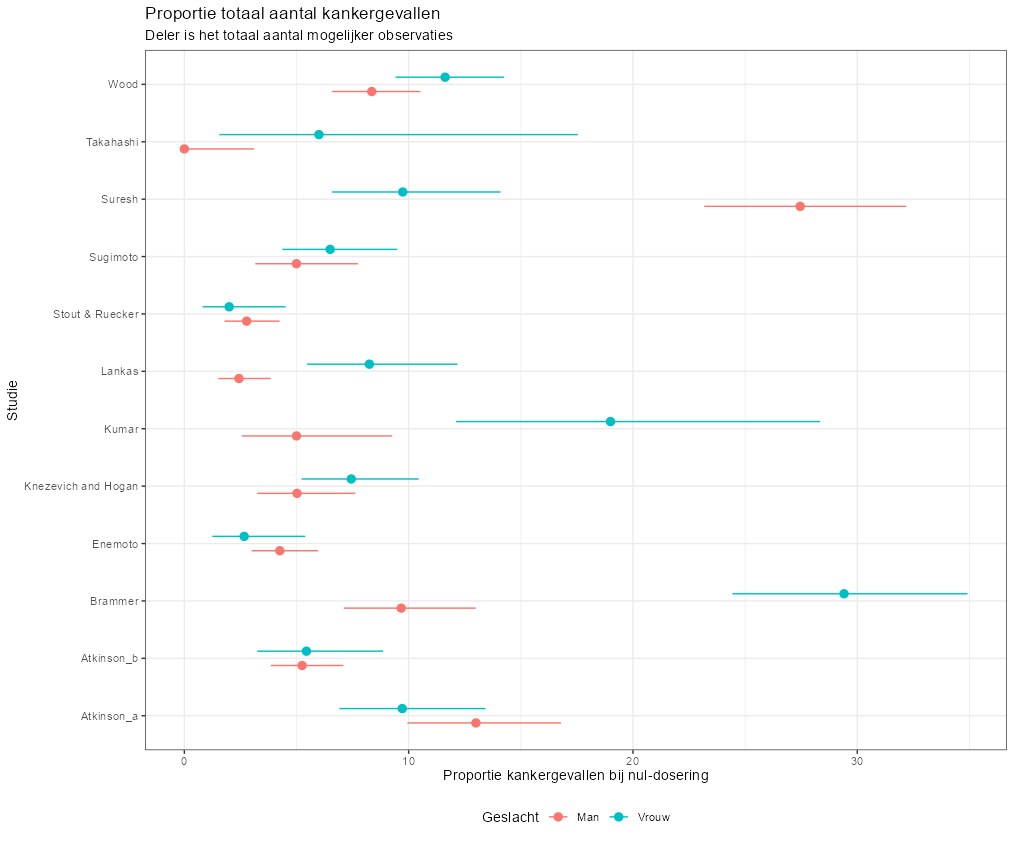 Proportie totaal aantal kankergevallen
Deler is het totaal aantal mogelijker observaties
Studie
Wood
Takahashi
Suresh
Sugimoto
Stout & Ruecker
Lankas
Kumar
Knezevich and Hogan
Enemoto
Brammer
Atkinson_b
Atkinson_a
0 10 20 30
Proportie kankergevallen bij nul-dosering
Geslacht Man Vrouw